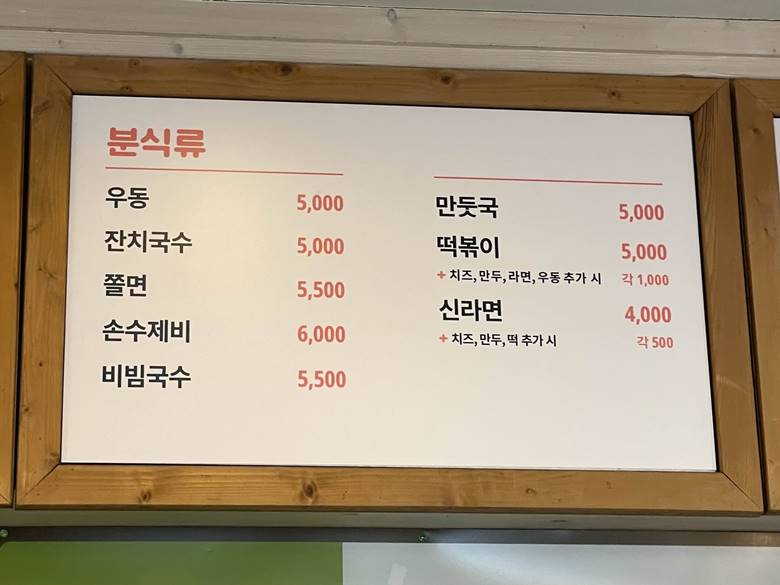 분식류
우동 5,000
잔치국수 5,000
쫄면 5,500
손수제비 6,000
비빔국수 5,500
만둣국 5,000
떡볶이 5,000
+ 치즈, 만두, 라면, 우동 추가 시 각 1,000
신라면 4,000
+ 치즈, 만두, 떡 추가 시 각 500